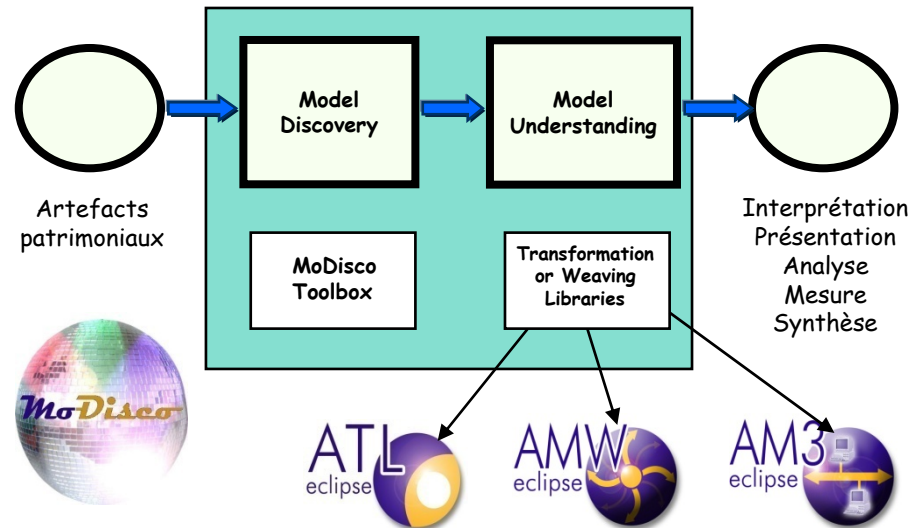 Model
Discovery
Model
Understanding
Artefacts
patrimoniaux
Interprétation
Présentation
Analyse
Mesure
Synthèse
MoDisco
Toolbox
Transformation
or Weaving
Libraries
MoDisco
ATL
eclipse
AMW
eclipse
AM3
eclipse